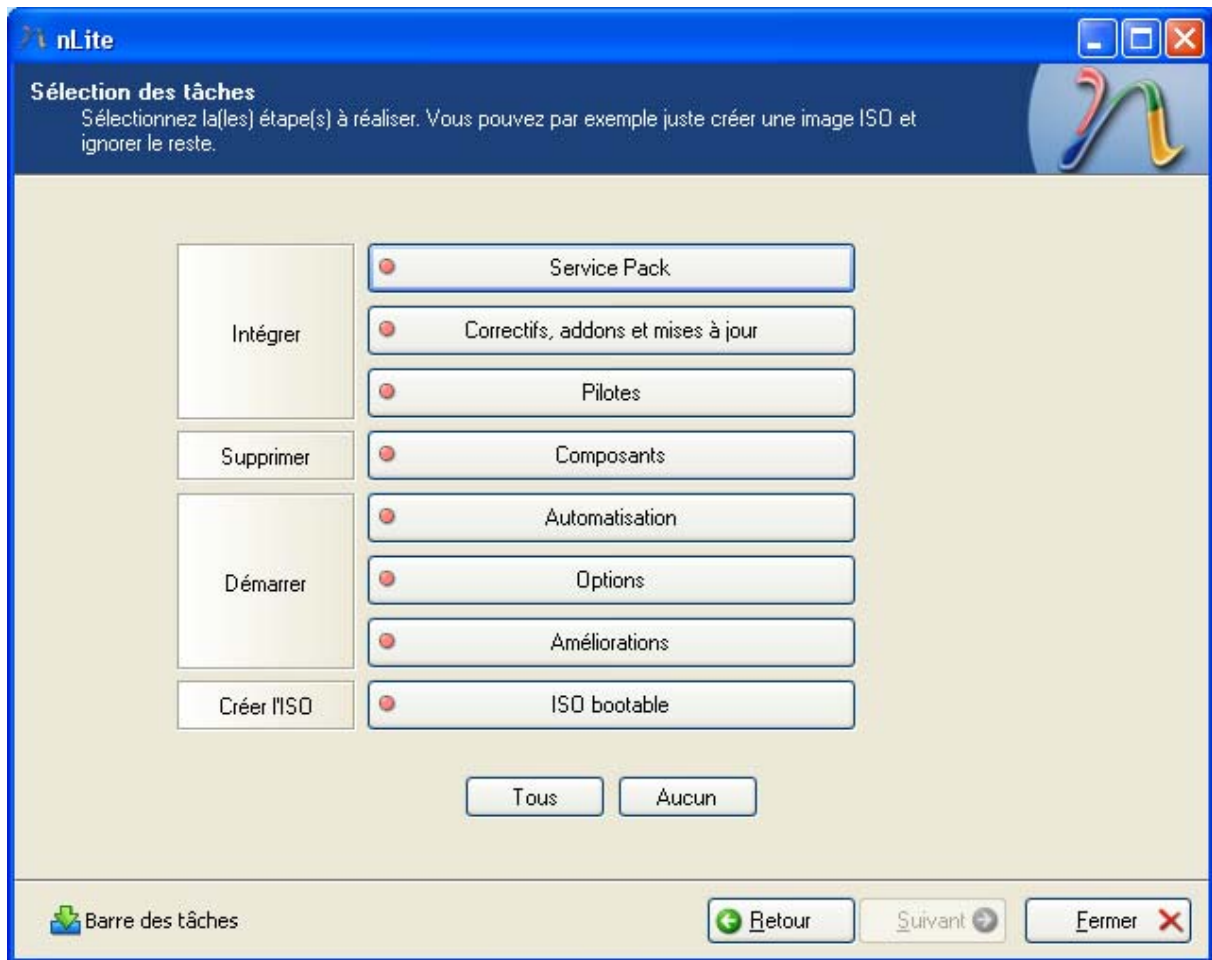 nLite
Sélection des tâches
Sélectionnez la(les) étape(s) à réaliser. Vous pouvez par exemple juste créer une image ISO et
ignorer le reste.
Intégrer
Service Pack
Correctifs, addons et mises à jour
Pilotes
Supprimer
Composants
Démarrer
Automatisation
Options
Améliorations
Créer l'ISO
ISO bootable
Tous
Aucun
Barre des tâches
Retour
Suivant
Fermer